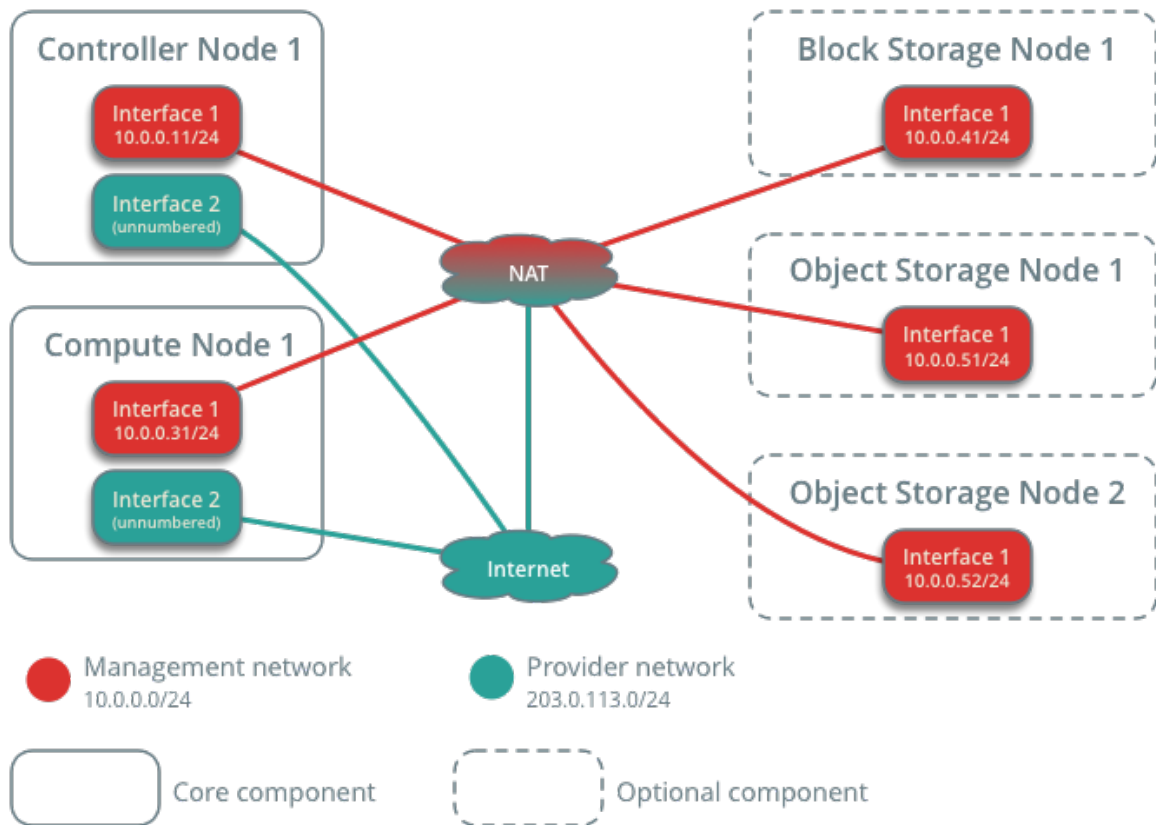 Controller Node 1
Interface 1
10.0.0.11/24
Interface 2
(unnumbered)
Compute Node 1
Interface 1
10.0.0.31/24
Interface 2
(unnumbered)
NAT
Internet
Block Storage Node 1
Interface 1
10.0.0.41/24
Object Storage Node 1
Interface 1
10.0.0.51/24
Object Storage Node 2
Interface 1
10.0.0.52/24
Management network
10.0.0.0/24
Provider network
203.0.113.0/24
Core component
Optional component